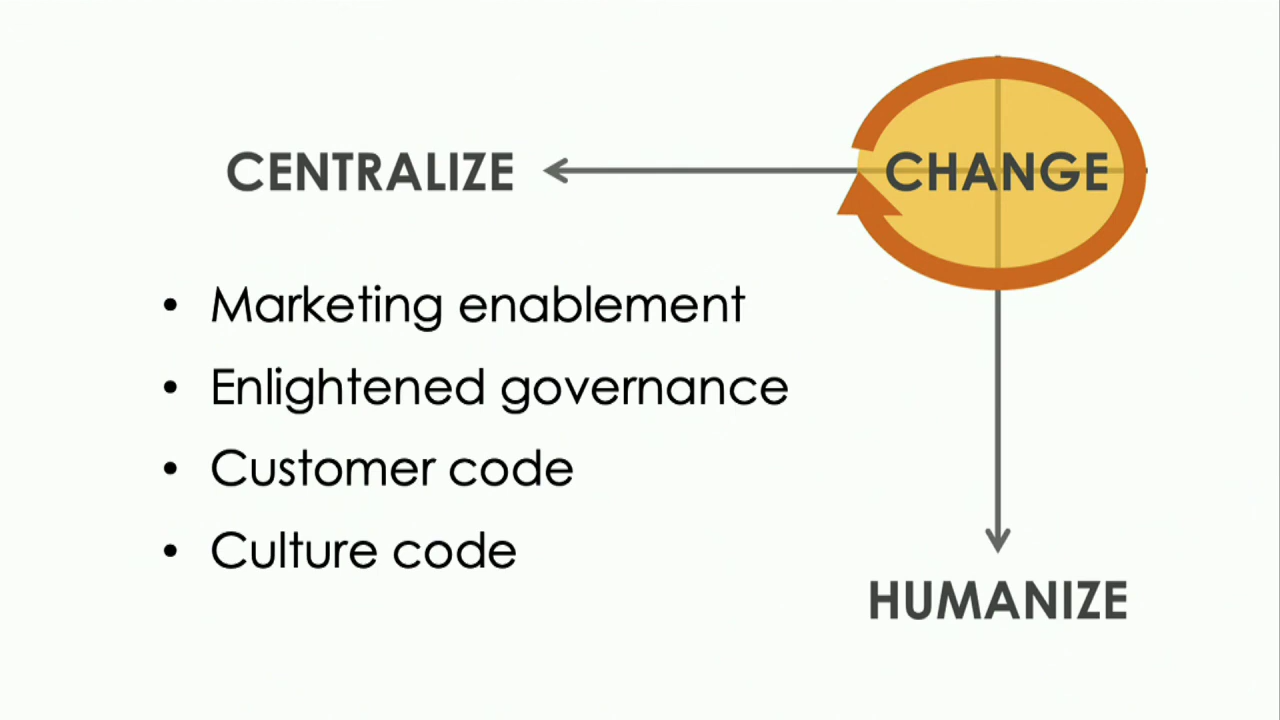 CENTRALIZE
CHANGE
• Marketing enablement
• Enlightened governance
• Customer code
• Culture code
HUMANIZE